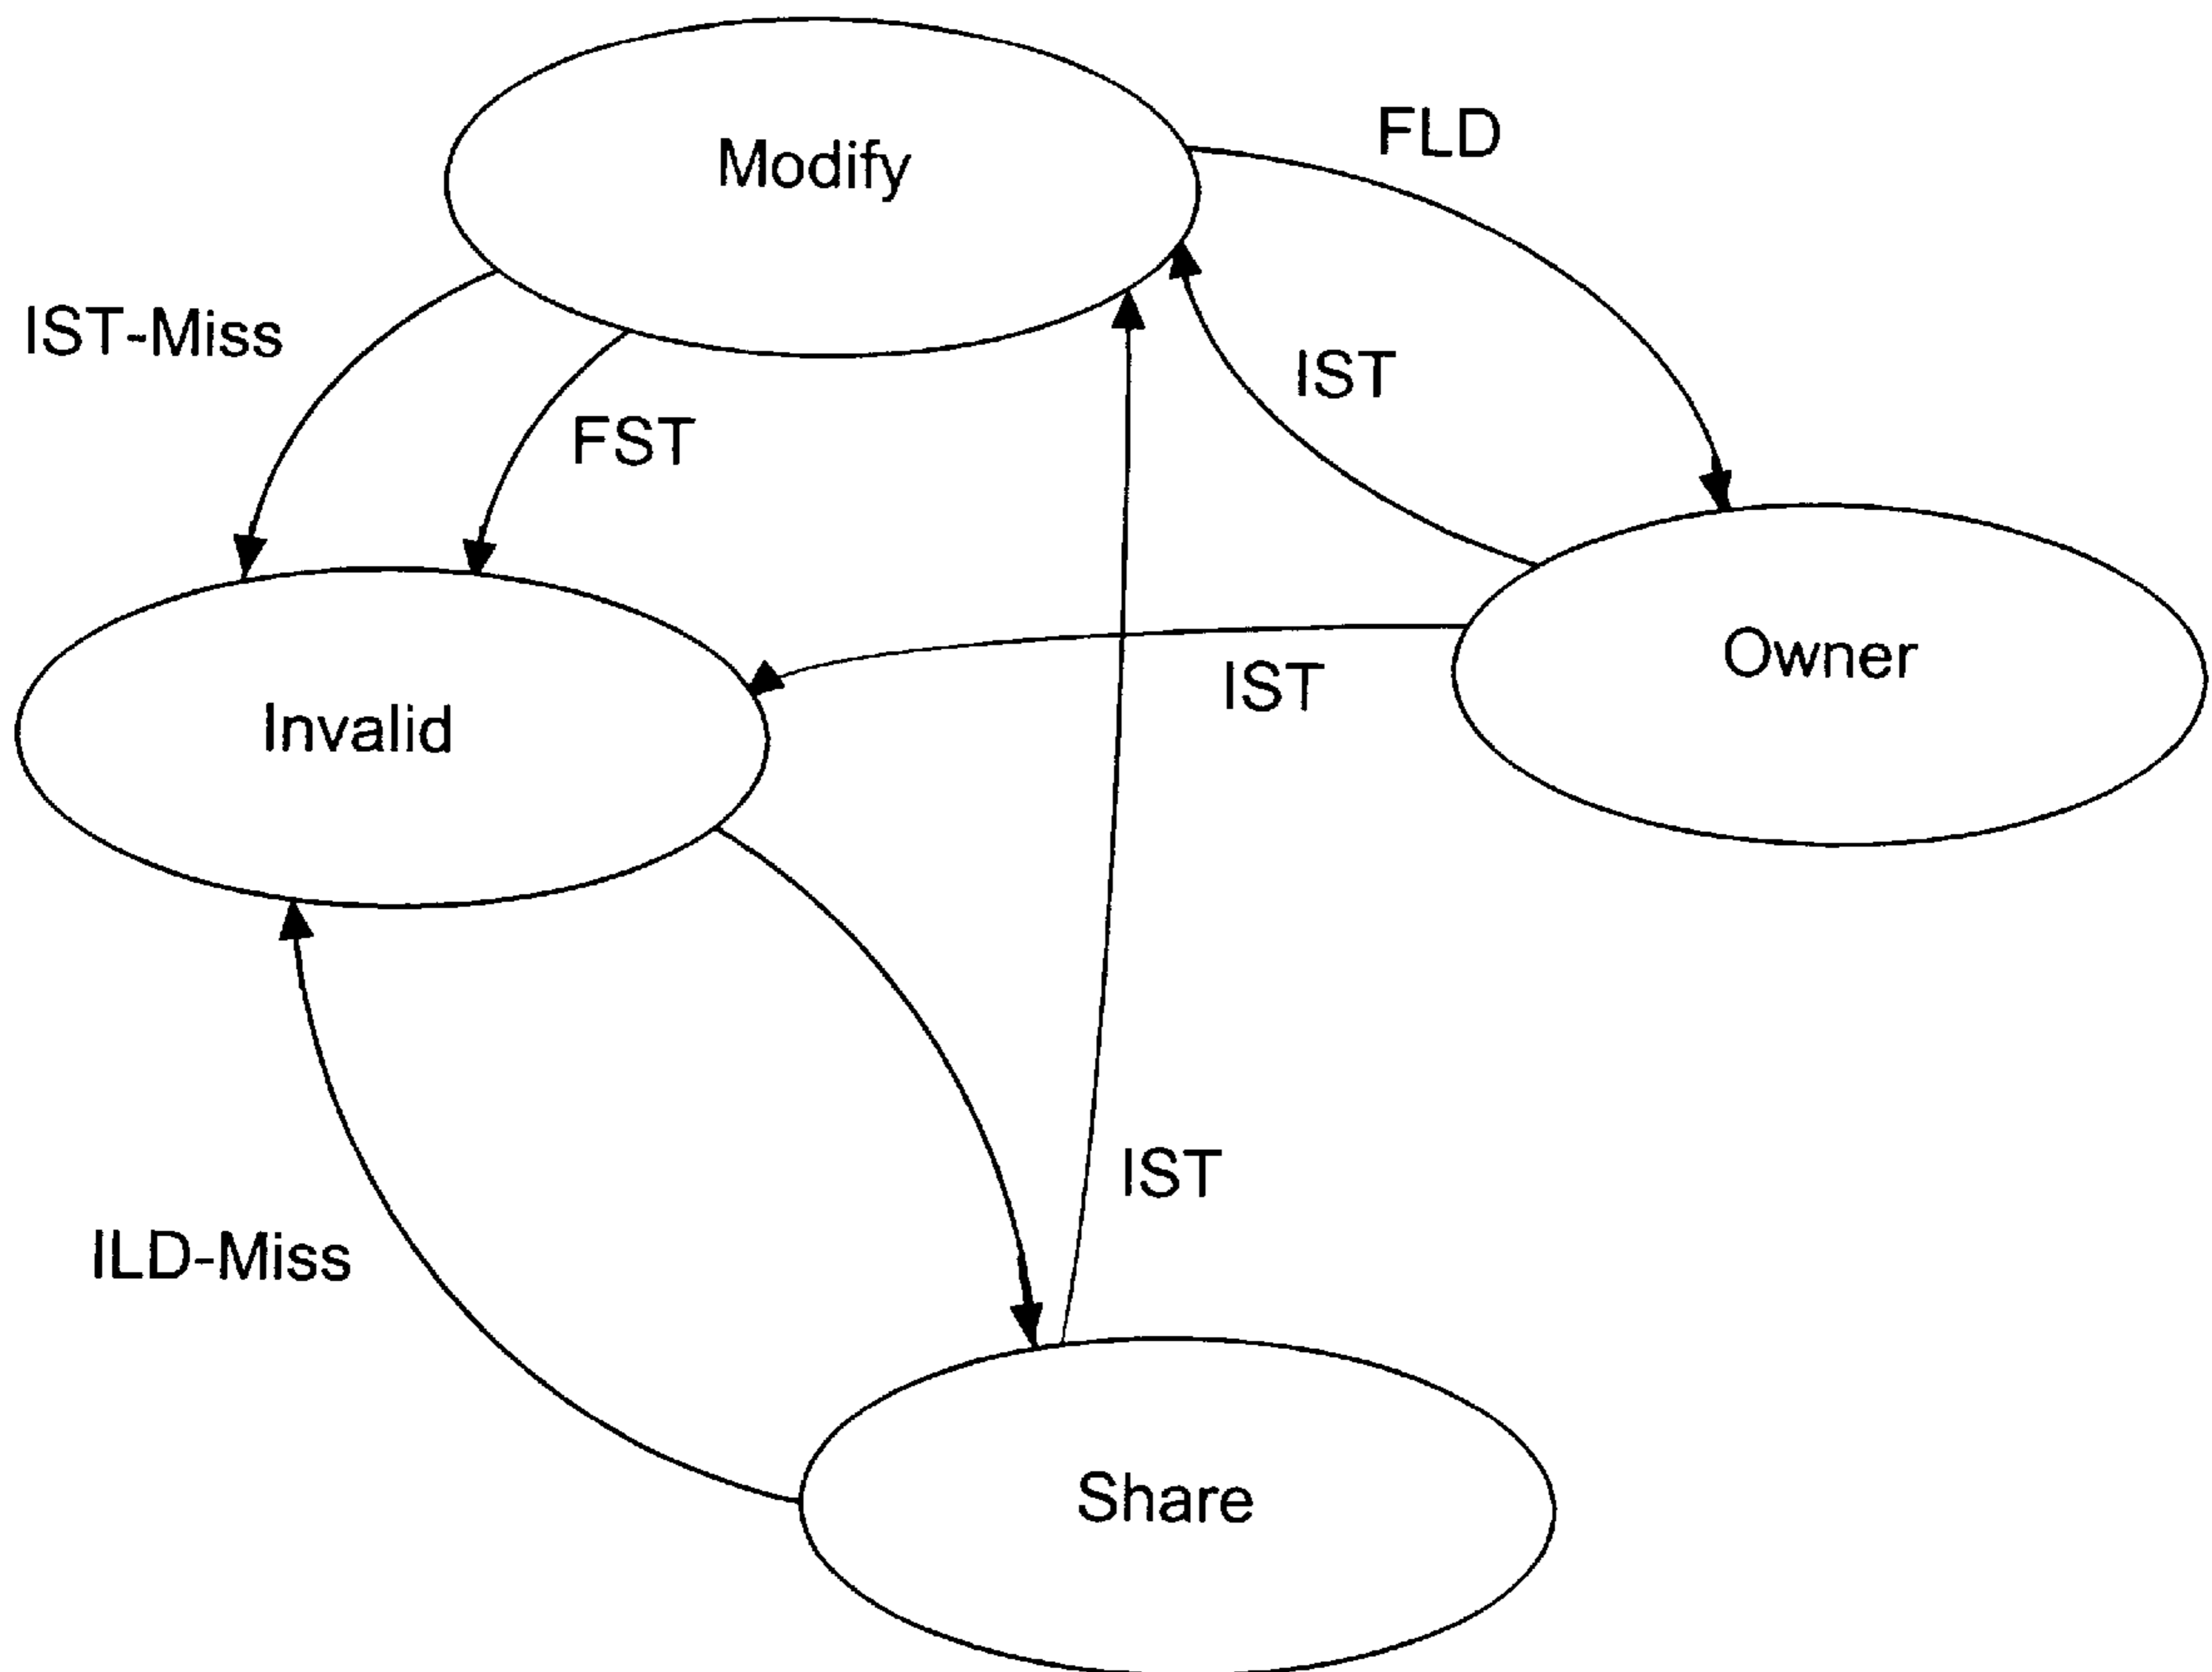 Modify
FLD
IST-Miss
IST
FST
Owner
IST
Invalid
IST
ILD-Miss
Share